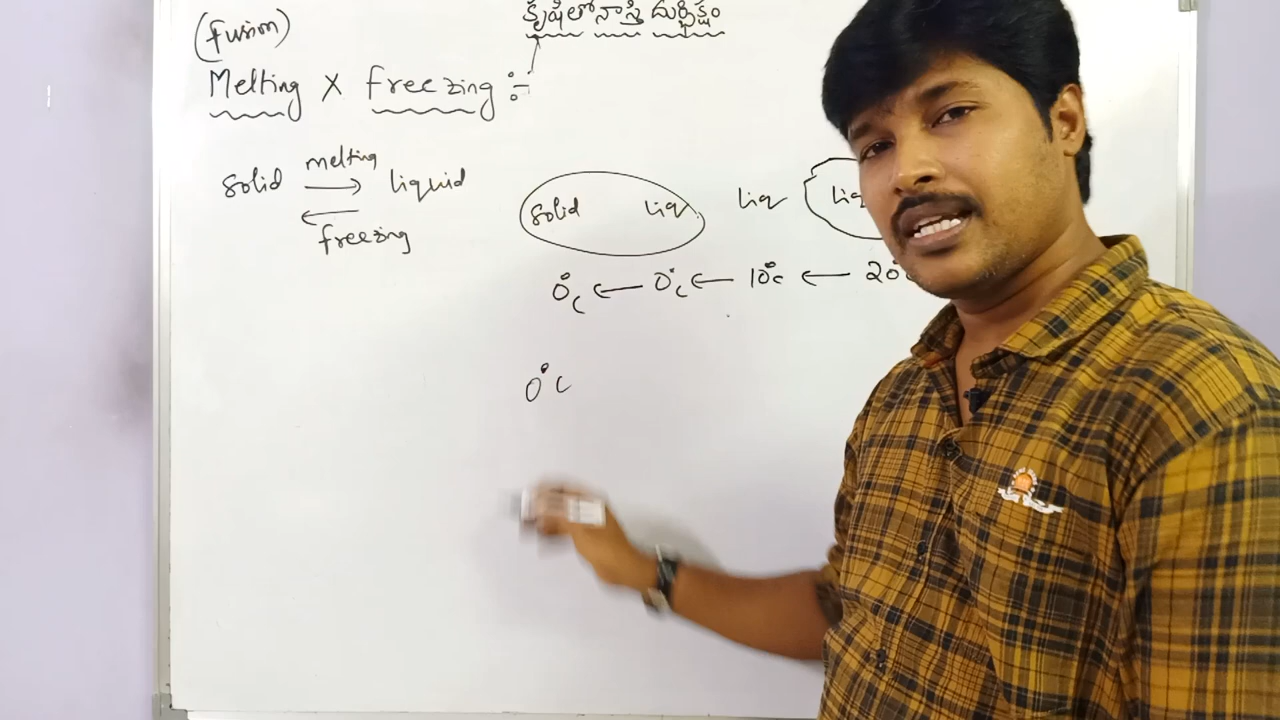 కృషిలో నాస్తి దుర్భిక్షం
(fusion)
Melting X freezing :-
solid melting → liquid
← freezing
solid liq liq liq
0°c ← 0°c ← 10°c ← 20°
0°c